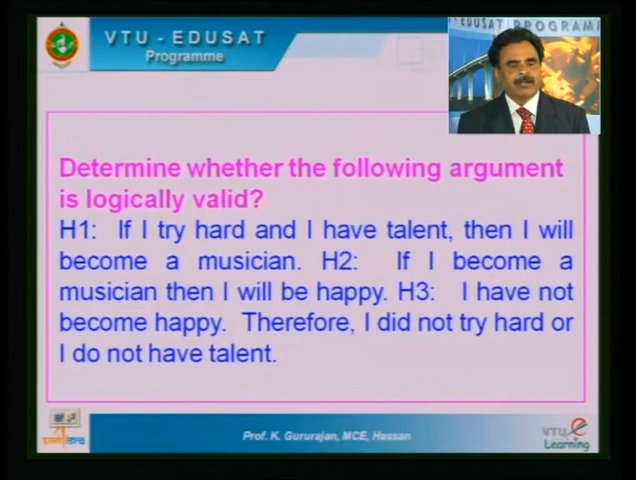 VTU - EDUSAT
Programme
EDUSAT PROGRAMM
Determine whether the following argument
is logically valid?
H1: If I try hard and I have talent, then I will
become a musician. H2: If I become a
musician then I will be happy. H3: I have not
become happy. Therefore, I did not try hard or
I do not have talent.
Prof. K. Gururajan, MCE, Hassan
VTU e
Learning